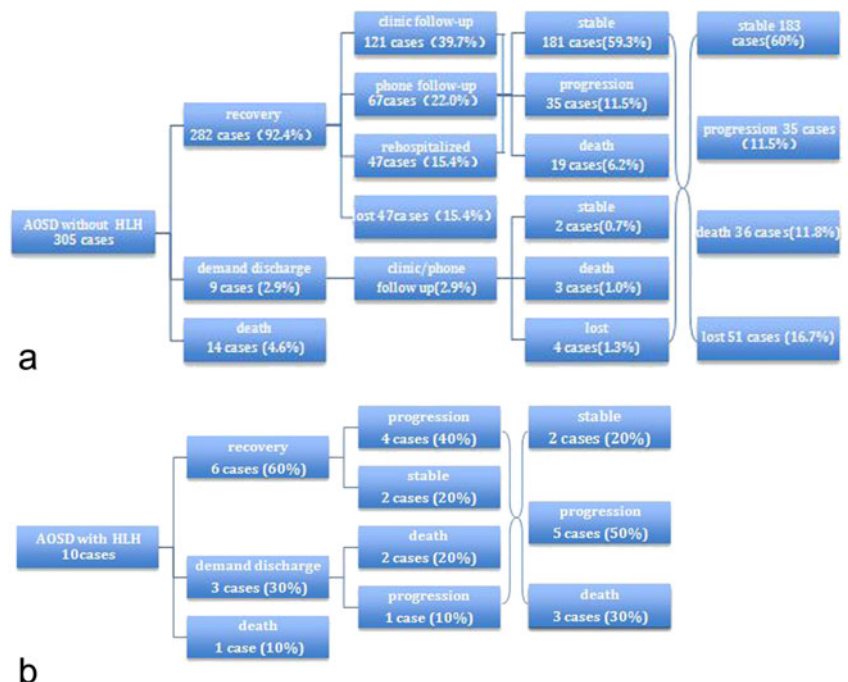 AOSD without HLH
305 cases
recovery
282 cases (92.4%)
demand discharge
9 cases (2.9%)
death
14 cases (4.6%)
clinic follow-up
121 cases (39.7%)
phone follow-up
67cases (22.0%)
rehospitalized
47cases (15.4%)
lost 47cases (15.4%)
clinic/phone
follow up(2.9%)
stable
181 cases(59.3%)
progression
35 cases(11.5%)
death
19 cases(6.2%)
stable
2 cases(0.7%)
death
3 cases(1.0%)
lost
4 cases(1.3%)
stable 183
cases(60%)
progression 35 cases
(11.5%)
death 36 cases(11.8%)
lost 51 cases (16.7%)
a
AOSD with HLH
10cases
recovery
6 cases (60%)
demand discharge
3 cases (30%)
death
1 case (10%)
progression
4 cases (40%)
stable
2 cases (20%)
death
2 cases (20%)
progression
1 case (10%)
stable
2 cases (20%)
progression
5 cases (50%)
death
3 cases (30%)
b